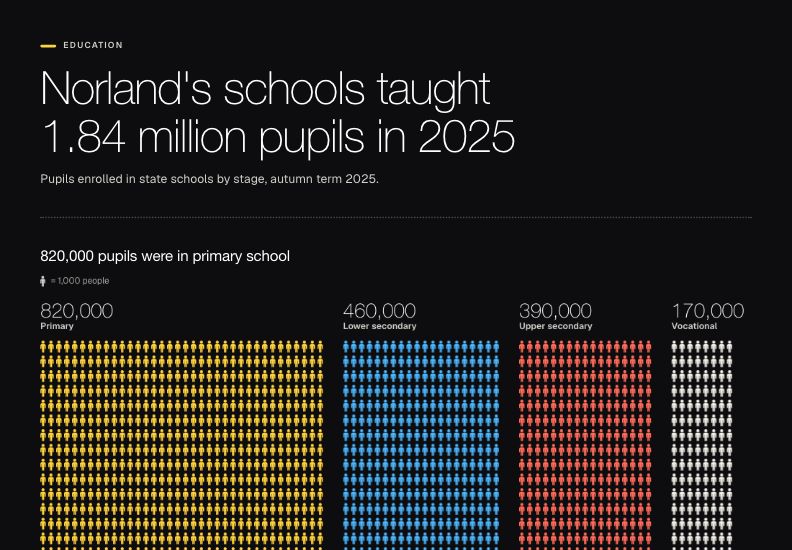 EDUCATION
Norland's schools taught
1.84 million pupils in 2025
Pupils enrolled in state schools by stage, autumn term 2025.
820,000 pupils were in primary school
= 1,000 people
820,000 460,000 390,000 170,000
Primary Lower secondary Upper secondary Vocational